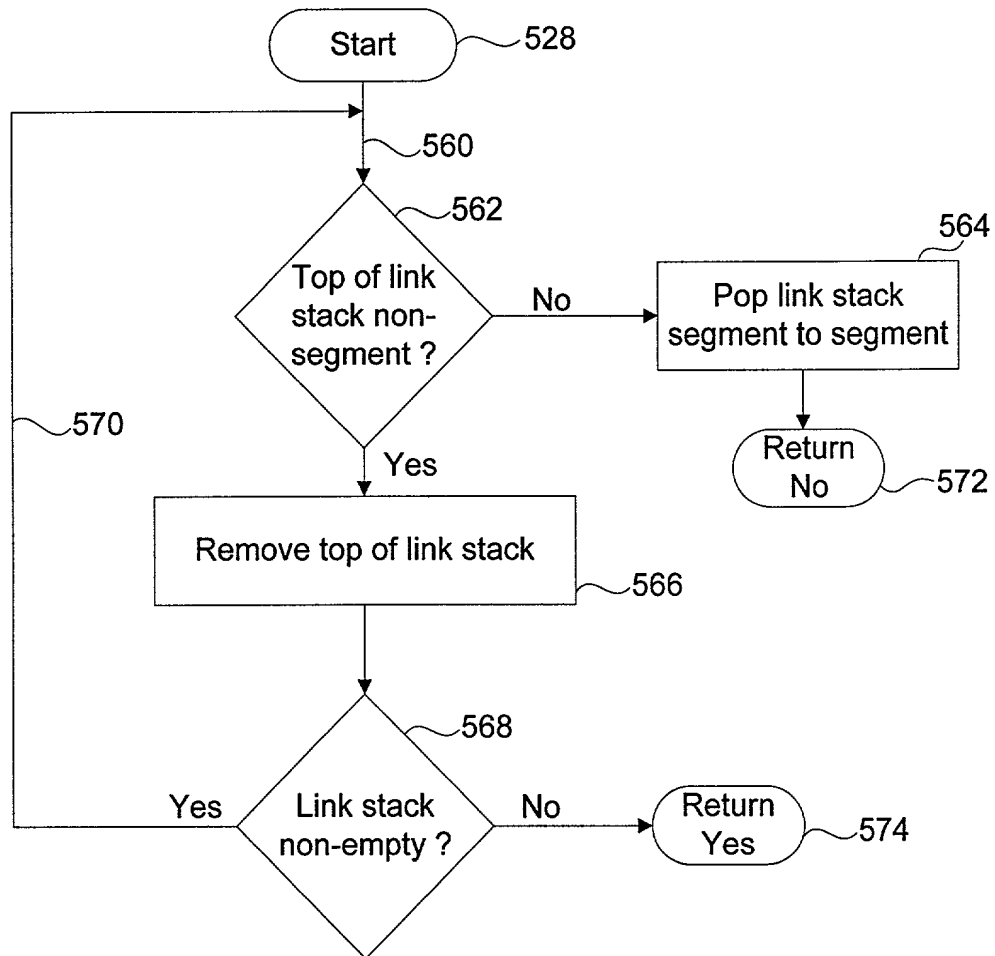 Start
528
560
562
Top of link
stack non-
segment ?
No
564
Pop link stack
segment to segment
570
Yes
Return
No
572
Remove top of link stack
566
568
Yes
Link stack
non-empty ?
No
Return
Yes
574